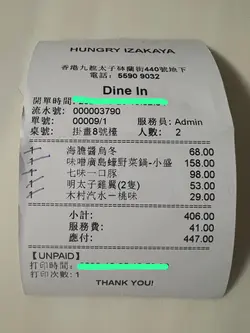 HUNGRY IZAKAYA
香港九龍太子砵蘭街440號地下
電話： 5590 9032
Dine In
開單時間
流水號： 000003790
單號： 00009/1 服務員： Admin
桌號： 掛畫8號檯 人數： 2
海膽醬烏冬 68.00
味噌廣島蠔野菜鍋-小盛 158.00
七味一口豚 98.00
明太子雞翼(2隻) 53.00
木村汽水－桃味 29.00
小計: 406.00
服務費: 41.00
應付: 447.00
【UNPAID】
打印時間:
打印次數: 1
THANK YOU!